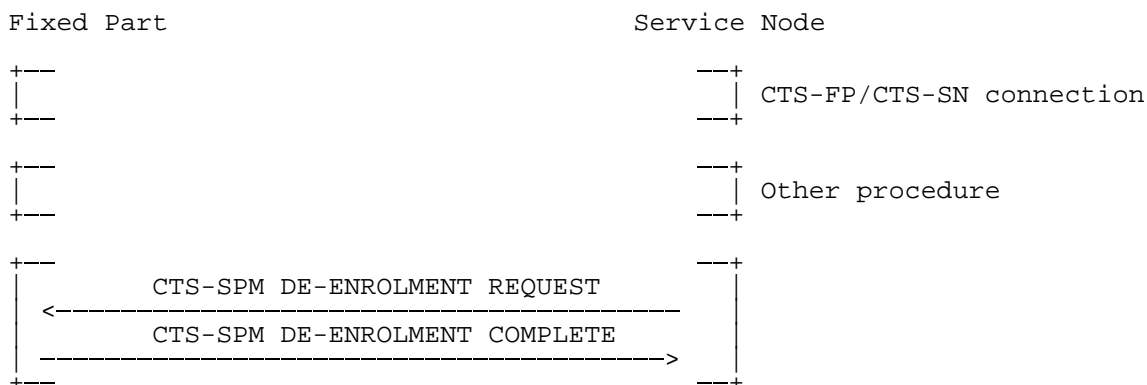 Fixed Part Service Node
CTS-FP/CTS-SN connection
Other procedure
CTS-SPM DE-ENROLMENT REQUEST
CTS-SPM DE-ENROLMENT COMPLETE